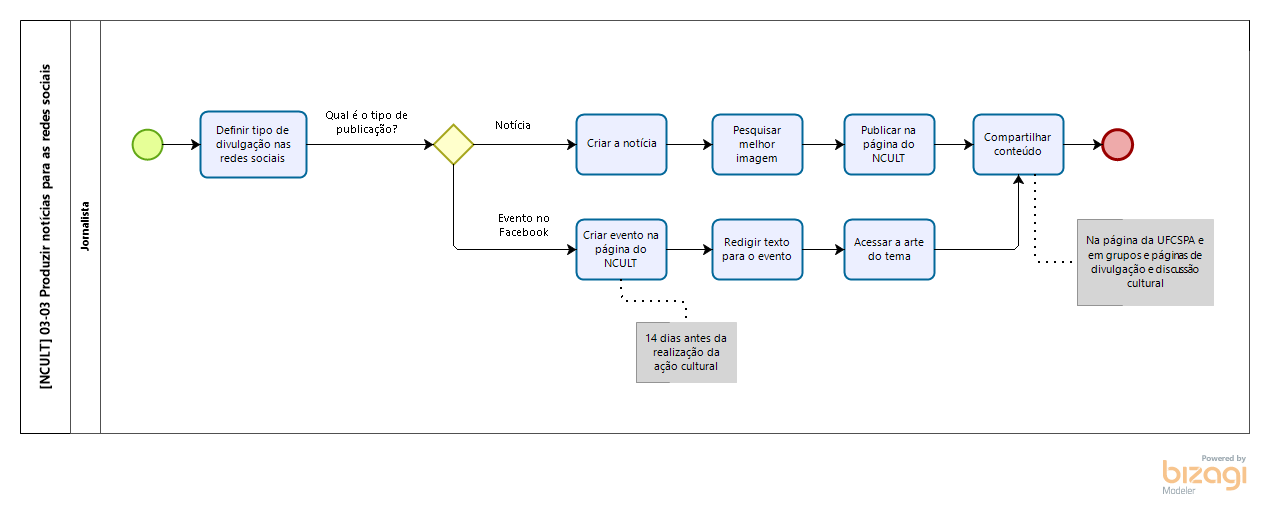 [NCULT] 03-03 Produzir notícias para as redes sociais
Jornalista
Definir tipo de
divulgação nas
redes sociais
Qual é o tipo de
publicação?
Notícia
Criar a notícia
Pesquisar
melhor
imagem
Publicar na
página do
NCULT
Compartilhar
conteúdo
Evento no
Facebook
Criar evento na
página do
NCULT
Redigir texto
para o evento
Acessar a arte
do tema
Na página da UFCSPA e
em grupos e páginas de
divulgação e discussão
cultural
14 dias antes da
realização da
ação cultural
Powered by
bizagi
Modeler